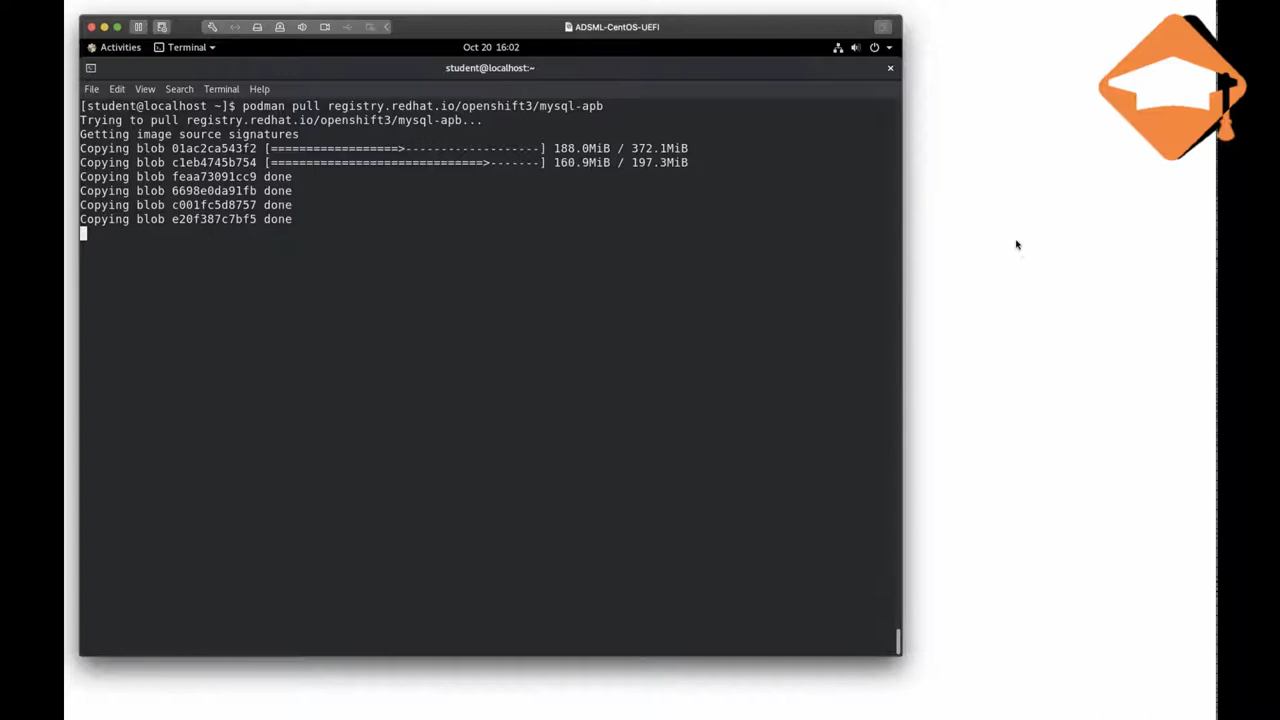 ADSML-CentOS-UEFI
Activities Terminal Oct 20 16:02
student@localhost:~
File Edit View Search Terminal Help
[student@localhost ~]$ podman pull registry.redhat.io/openshift3/mysql-apb
Trying to pull registry.redhat.io/openshift3/mysql-apb...
Getting image source signatures
Copying blob 01ac2ca543f2 [==================>-------------------] 188.0MiB / 372.1MiB
Copying blob c1eb4745b754 [==============================>-------] 160.9MiB / 197.3MiB
Copying blob feaa73091cc9 done
Copying blob 6698e0da91fb done
Copying blob c001fc5d8757 done
Copying blob e20f387c7bf5 done